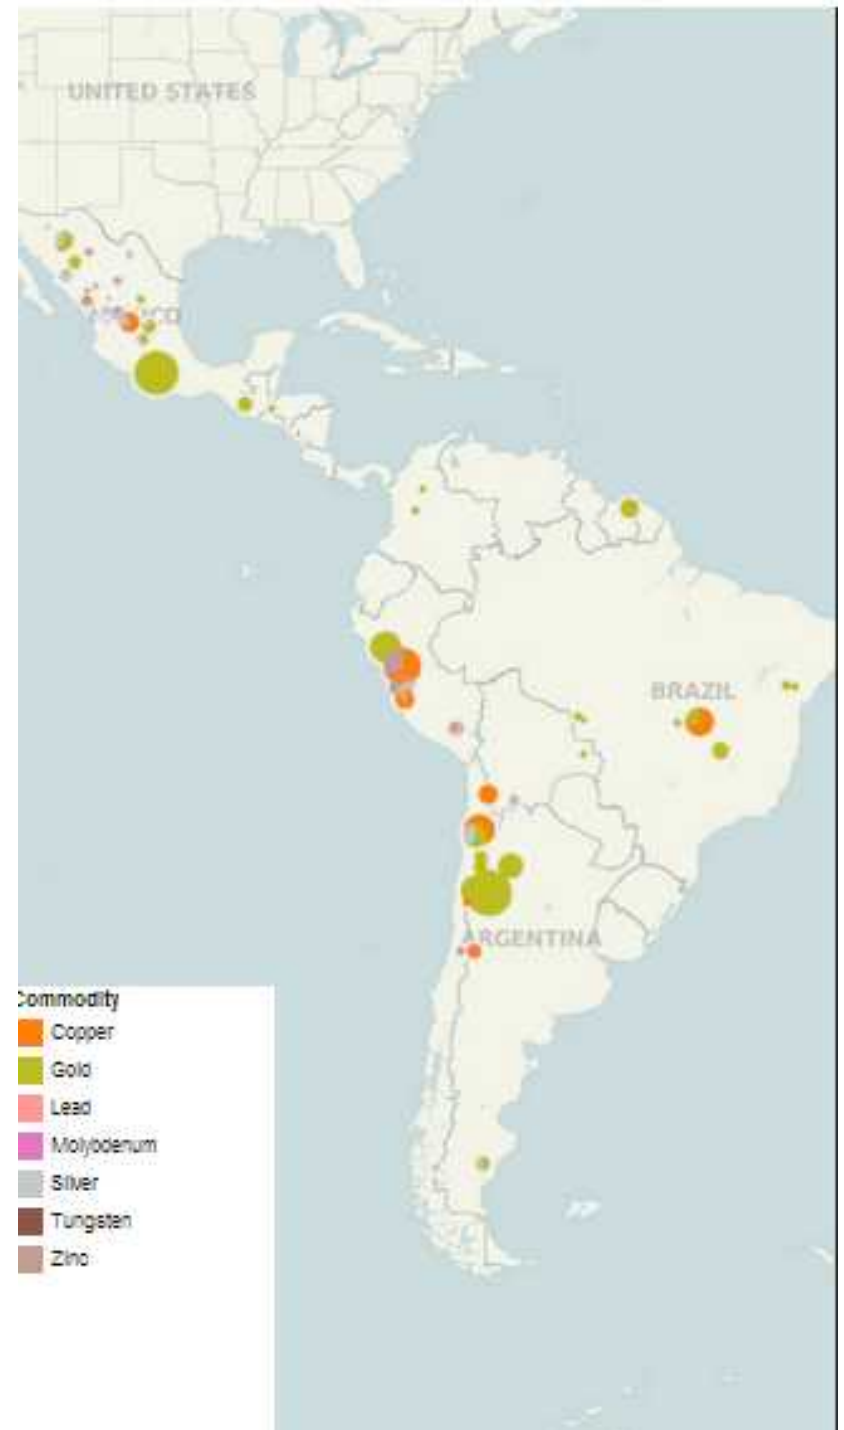 UNITED STATES
BRAZIL
ARGENTINA
Commodity
Copper
Gold
Lead
Molybdenum
Silver
Tungsten
Zinc